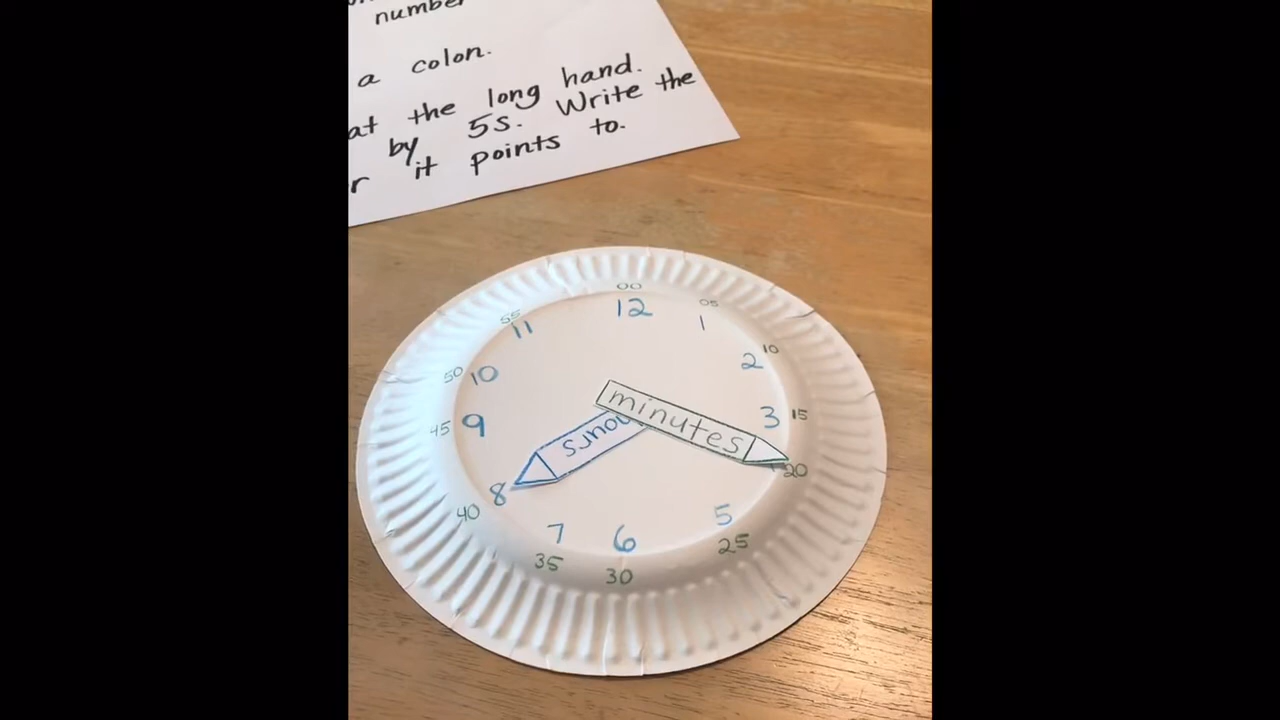 number
a colon.
at the long hand.
by 5s. Write the
r it points to.
00
12
05
1
10
2
3 15
20
5
25
6
30
7
35
8
40
45 9
50 10
55
11
minutes
hours